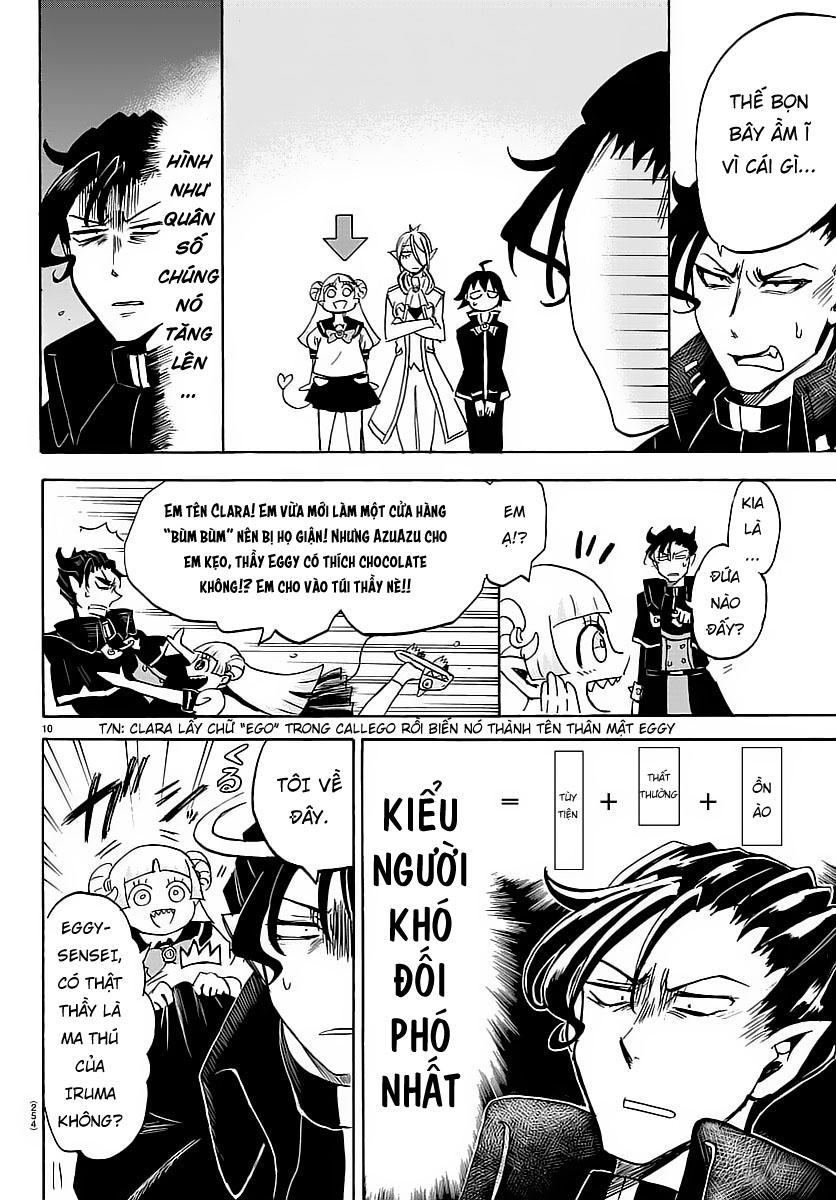 THẾ BỌN
BÂY ẦM Ĩ
VÌ CÁI GÌ...
HÌNH
NHƯ
QUÂN
SỐ
CHÚNG
NÓ
TĂNG
LÊN
...
KIA
LÀ
...
ĐỨA
NÀO
ĐẤY?
EM
Ạ!?
EM TÊN CLARA! EM VỪA MỚI LÀM MỘT CỬA HÀNG
"BÙM BÙM" NÊN BỊ HỌ GIẬN! NHƯNG AZUAZU CHO
EM KẸO, THẦY EGGY CÓ THÍCH CHOCOLATE
KHÔNG!? EM CHO VÀO TÚI THẦY NÈ!!
10
T/N: CLARA LẤY CHỮ "EGO" TRONG CALLEGO RỒI BIẾN NÓ THÀNH TÊN THÂN MẬT EGGY
ỒN
ÀO
+
THẤT
THƯỜNG
+
TÙY
TIỆN
=
KIỂU
NGƯỜI
KHÓ
ĐỐI
PHÓ
NHẤT
TÔI VỀ
ĐÂY.
くる
EGGY-
SENSEI,
CÓ THẬT
THẦY LÀ
MA THÚ
CỦA
IRUMA
KHÔNG?
(254)